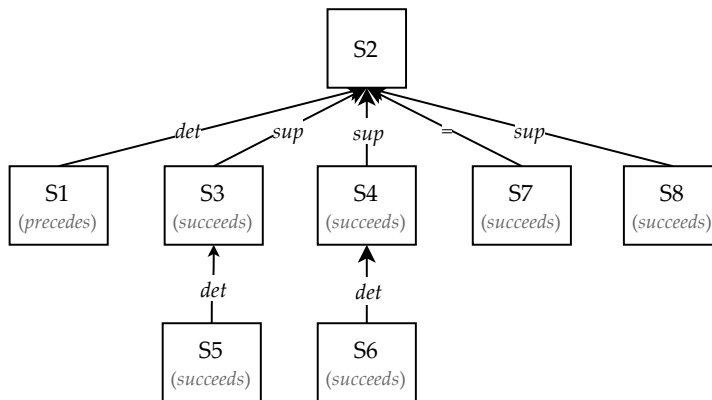 S2
det
sup
sup
=
sup
S1
(precedes)
S3
(succeeds)
S4
(succeeds)
S7
(succeeds)
S8
(succeeds)
det
det
S5
(succeeds)
S6
(succeeds)